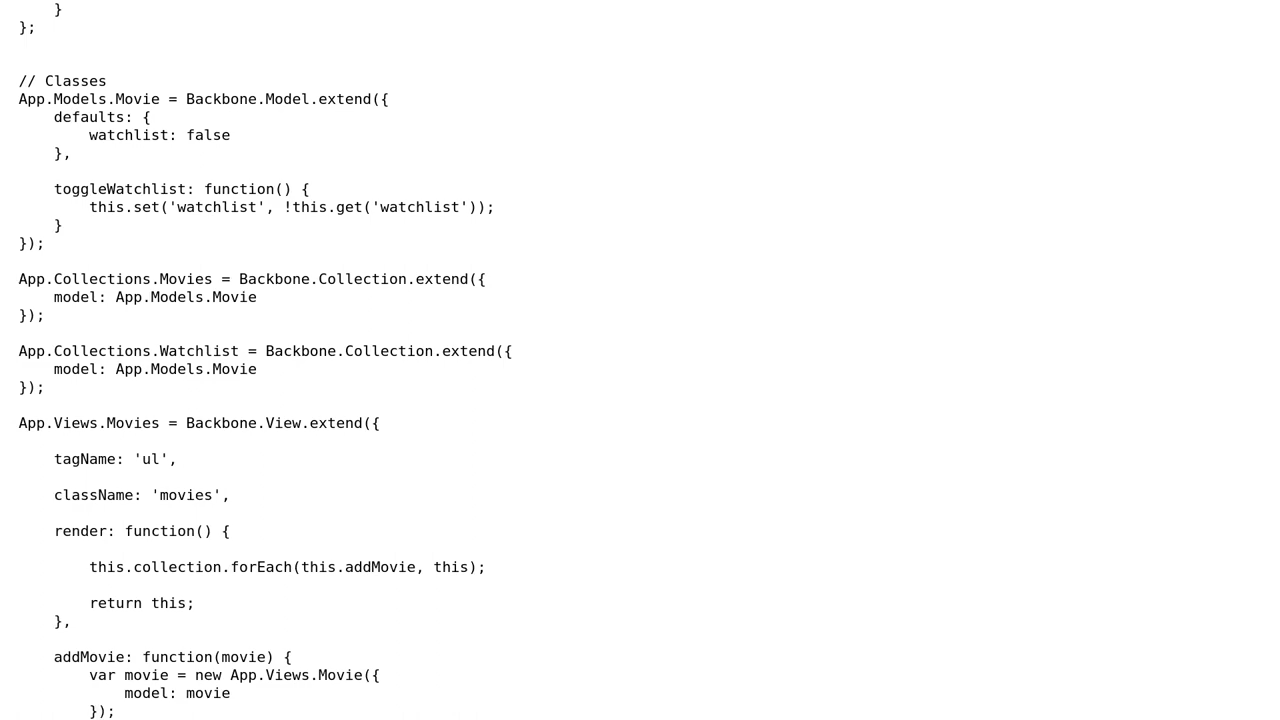 }
};


// Classes
App.Models.Movie = Backbone.Model.extend({
    defaults: {
        watchlist: false
    },

    toggleWatchlist: function() {
        this.set('watchlist', !this.get('watchlist'));
    }
});

App.Collections.Movies = Backbone.Collection.extend({
    model: App.Models.Movie
});

App.Collections.Watchlist = Backbone.Collection.extend({
    model: App.Models.Movie
});

App.Views.Movies = Backbone.View.extend({

    tagName: 'ul',

    className: 'movies',

    render: function() {

        this.collection.forEach(this.addMovie, this);

        return this;
    },

    addMovie: function(movie) {
        var movie = new App.Views.Movie({
            model: movie
        });